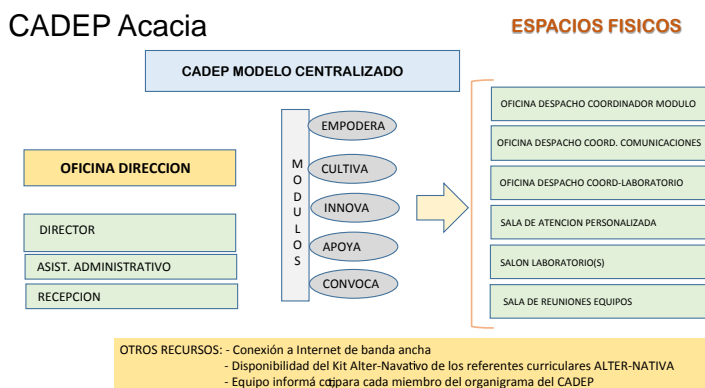 CADEP Acacia
ESPACIOS FISICOS
CADEP MODELO CENTRALIZADO
OFICINA DIRECCION
DIRECTOR
ASIST. ADMINISTRATIVO
RECEPCION
MODULOS
EMPODERA
CULTIVA
INNOVA
APOYA
CONVOCA
OFICINA DESPACHO COORDINADOR MODULO
OFICINA DESPACHO COORD. COMUNICACIONES
OFICINA DESPACHO COORD-LABORATORIO
SALA DE ATENCION PERSONALIZADA
SALON LABORATORIO(S)
SALA DE REUNIONES EQUIPOS
OTROS RECURSOS: - Conexión a Internet de banda ancha
- Disponibilidad del Kit Alter-Navativo de los referentes curriculares ALTER-NATIVA
- Equipo para cada miembro del organigrama del CADEP